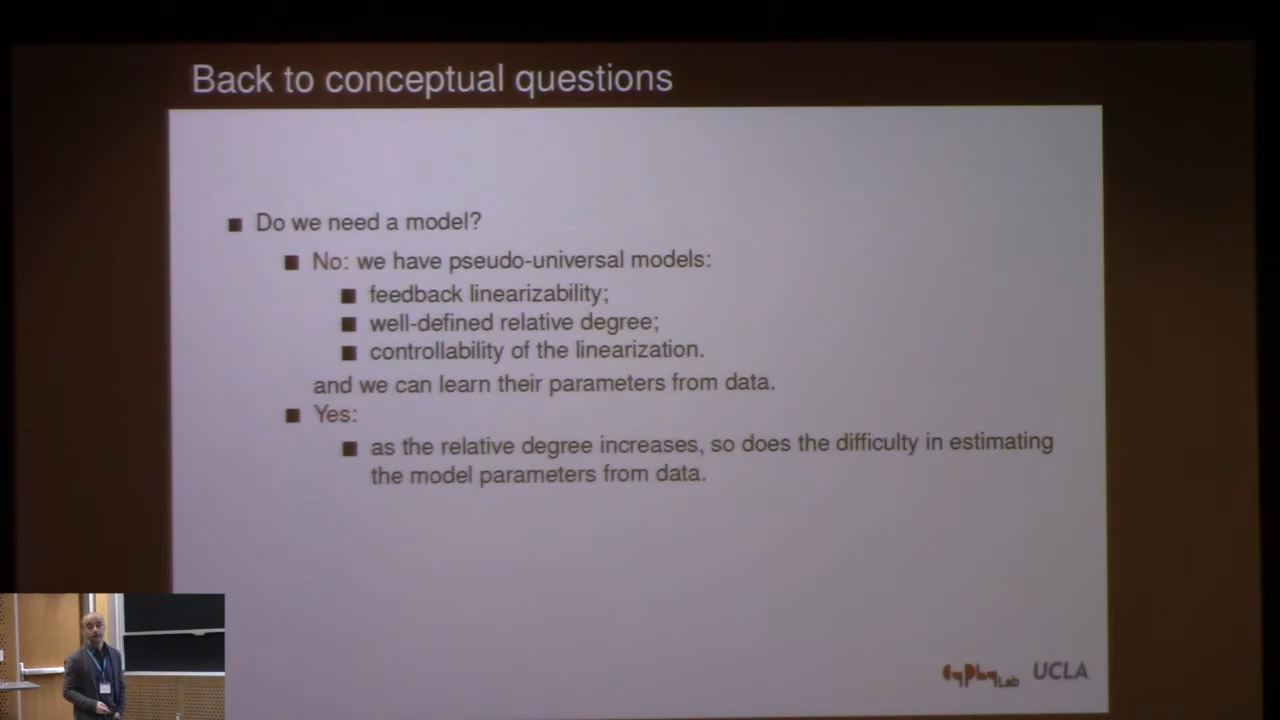 Back to conceptual questions
Do we need a model?
No: we have pseudo-universal models:
feedback linearizability;
well-defined relative degree;
controllability of the linearization.
and we can learn their parameters from data.
Yes:
as the relative degree increases, so does the difficulty in estimating
the model parameters from data.
CyPhyLab UCLA